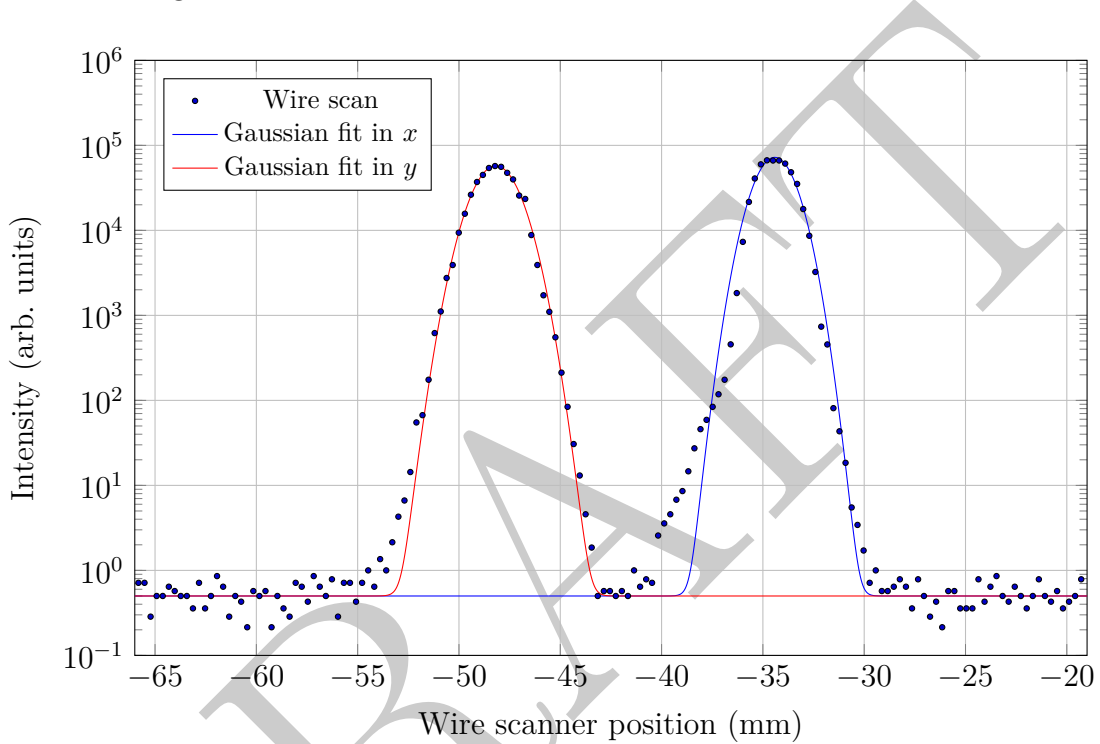 10^6
10^5
10^4
10^3
10^2
10^1
10^0
10^−1
Intensity (arb. units)
Wire scan
Gaussian fit in x
Gaussian fit in y
−65 −60 −55 −50 −45 −40 −35 −30 −25 −20
Wire scanner position (mm)
RAFT